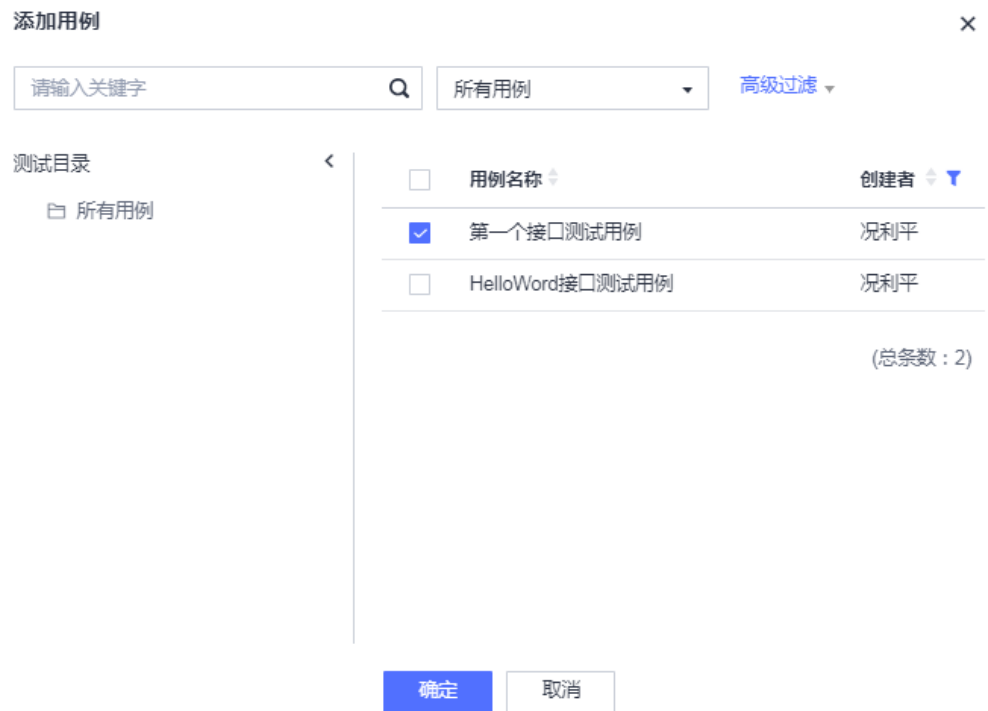 添加用例
请输入关键字 所有用例 高级过滤
测试目录
所有用例
用例名称 创建者
第一个接口测试用例 况利平
HelloWord接口测试用例 况利平
(总条数：2)
确定 取消